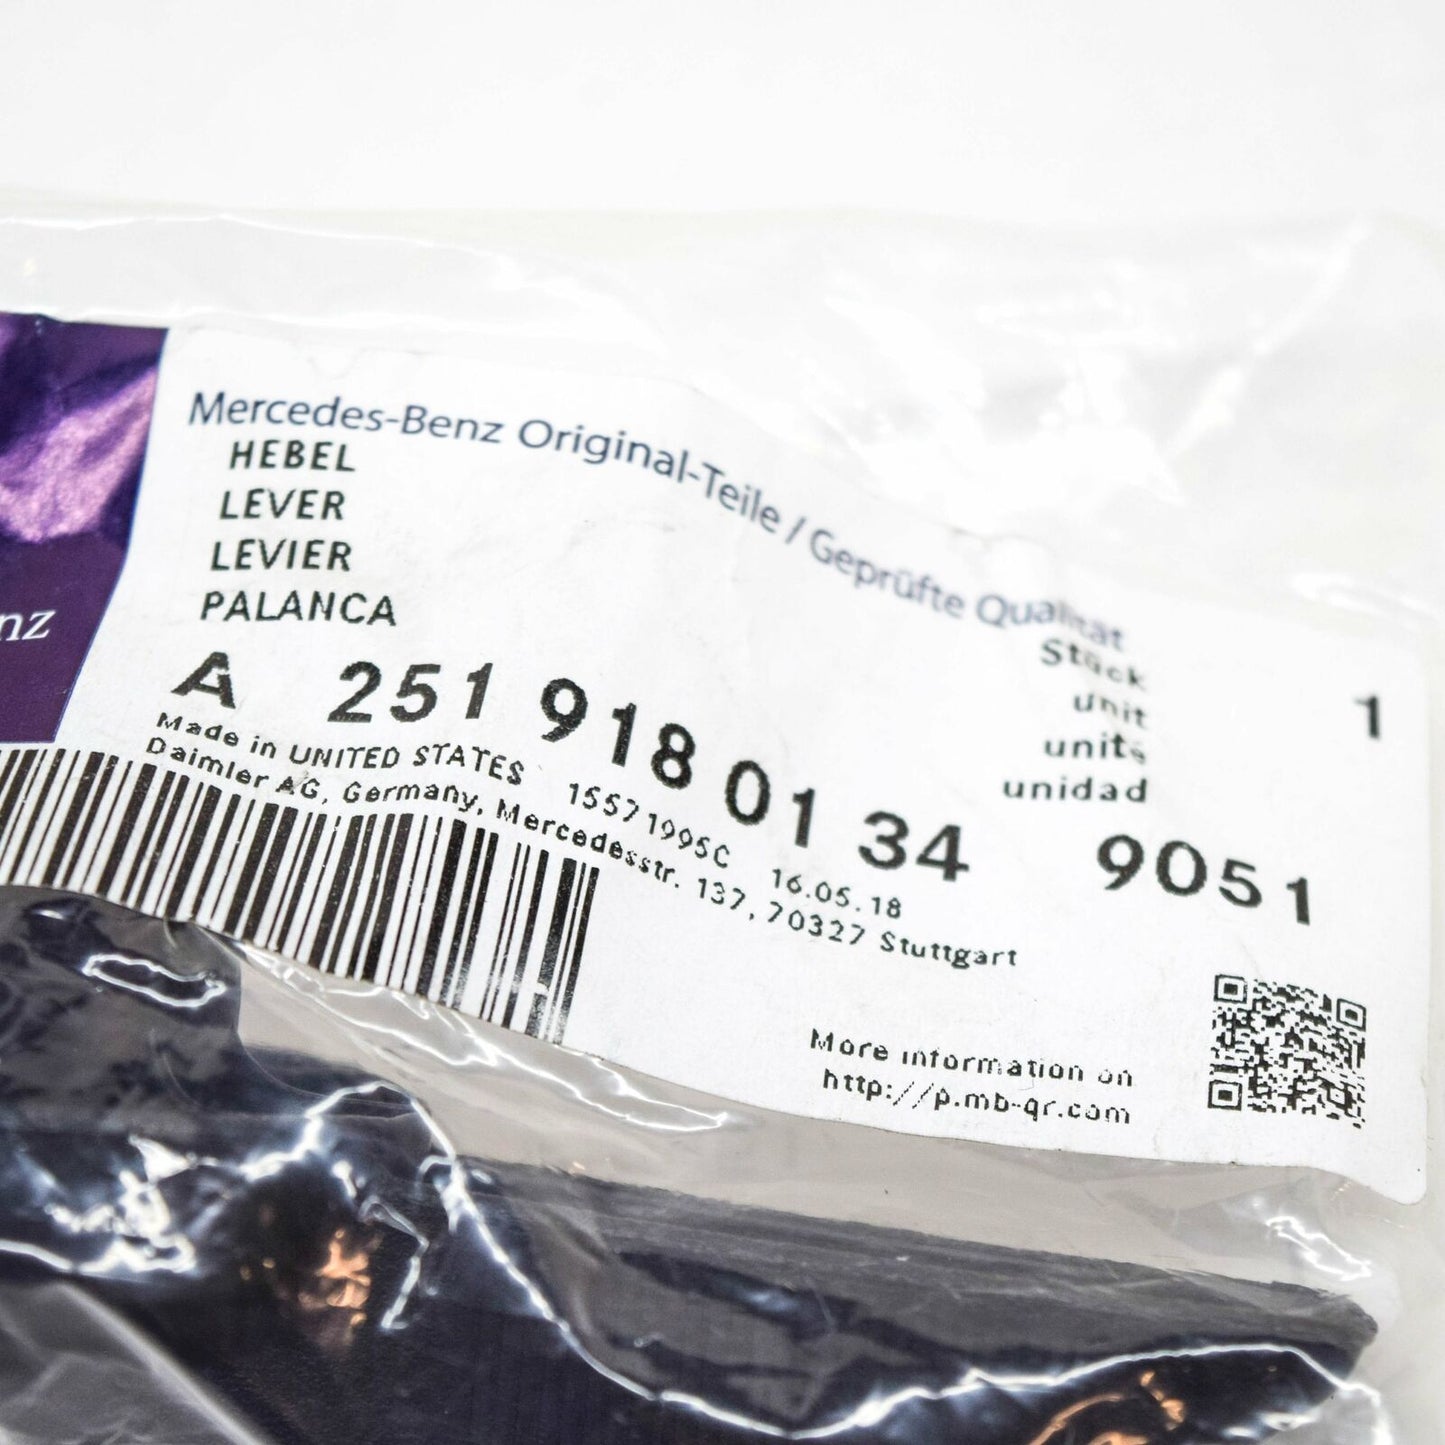 nz
Mercedes-Benz Original-Teile / Geprüfte Qualität
HEBEL
LEVER
LEVIER
PALANCA
Stück
unit
unité
unidad
1
A 251 918 01 34 9051
Made in UNITED STATES 15571995C 16.05.18
Daimler AG, Germany, Mercedesstr. 137, 70327 Stuttgart
More information on
http://p.mb-qr.com